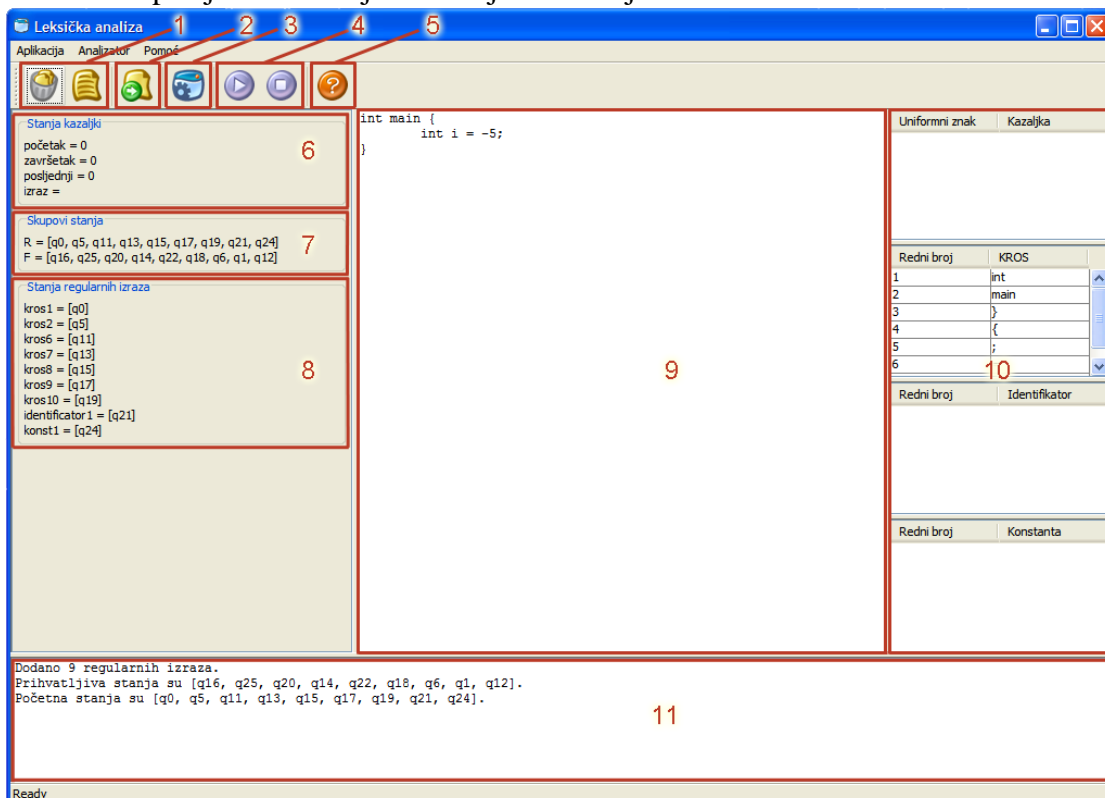 Leksička analiza
Aplikacija Analizator Pomoć
1 2 3 4 5
Stanja kazaljki
početak = 0
završetak = 0
posljednji = 0
izraz =
6
Skupovi stanja
R = [q0, q5, q11, q13, q15, q17, q19, q21, q24]
F = [q16, q25, q20, q14, q22, q18, q6, q1, q12]
7
Stanja regularnih izraza
kros1 = [q0]
kros2 = [q5]
kros6 = [q11]
kros7 = [q13]
kros8 = [q15]
kros9 = [q17]
kros10 = [q19]
identificator1 = [q21]
konst1 = [q24]
8
int main {
int i = -5;
}
9
Uniformni znak Kazaljka
Redni broj KROS
1 int
2 main
3 }
4 {
5 ;
6
10
Redni broj Identifikator
Redni broj Konstanta
Dodano 9 regularnih izraza.
Prihvatljiva stanja su [q16, q25, q20, q14, q22, q18, q6, q1, q12].
Početna stanja su [q0, q5, q11, q13, q15, q17, q19, q21, q24].
11
Ready